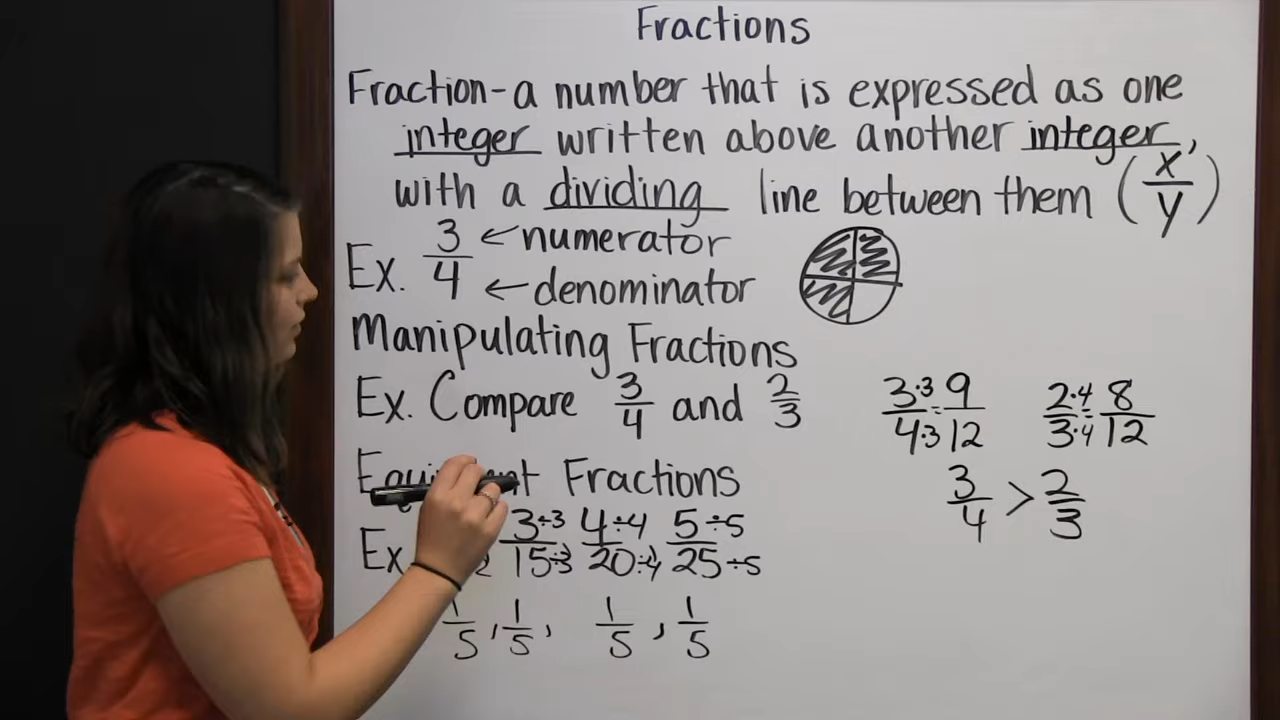 Fractions
Fraction - a number that is expressed as one
integer written above another integer,
with a dividing line between them (x/y)
Ex. 3/4 ← numerator
← denominator
Manipulating Fractions
Ex. Compare 3/4 and 2/3
3·3/4·3 = 9/12 2·4/3·4 = 8/12
3/4 > 2/3
Fractions
Ex 3÷3/15÷3 4÷4/20÷4 5÷5/25÷5
1/5, 1/5, 1/5, 1/5